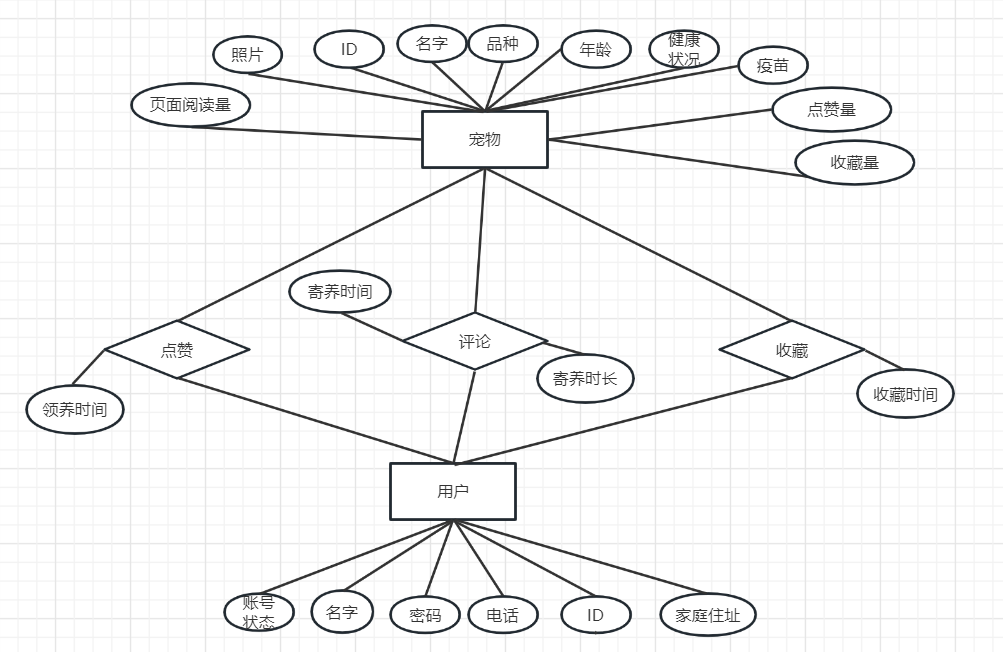 照片
ID
名字
品种
年龄
健康
状况
疫苗
页面阅读量
点赞量
宠物
收藏量
寄养时间
点赞
评论
收藏
寄养时长
领养时间
收藏时间
用户
账号
状态
名字
密码
电话
ID
家庭住址